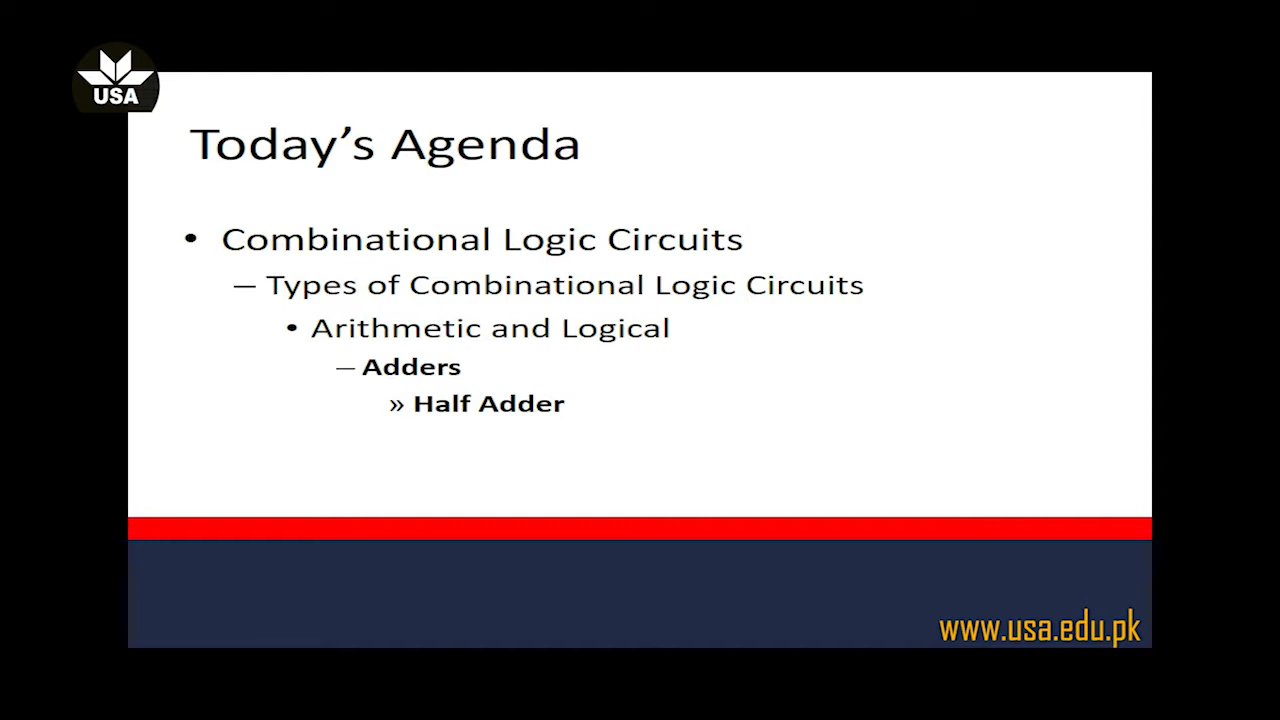 USA
Today’s Agenda
• Combinational Logic Circuits
– Types of Combinational Logic Circuits
• Arithmetic and Logical
– Adders
» Half Adder
www.usa.edu.pk